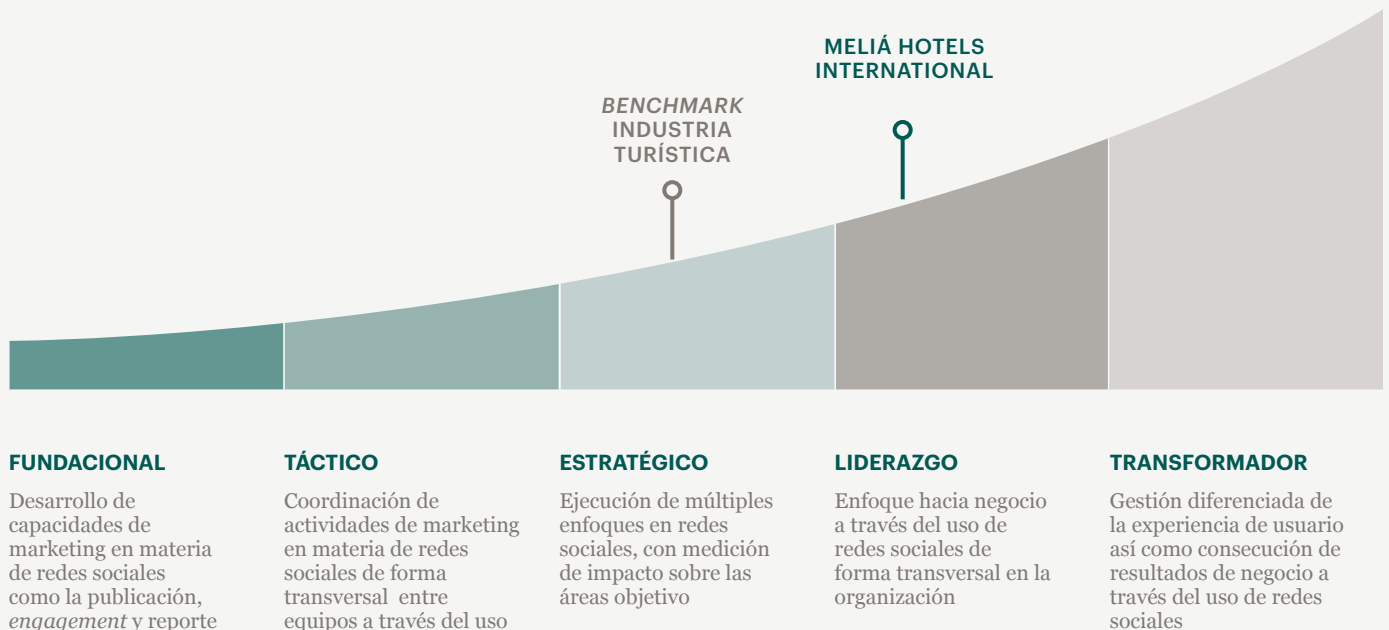 MELIÁ HOTELS
INTERNATIONAL
BENCHMARK
INDUSTRIA
TURÍSTICA
FUNDACIONAL
Desarrollo de
capacidades de
marketing en materia
de redes sociales
como la publicación,
engagement y reporte
TÁCTICO
Coordinación de
actividades de marketing
en materia de redes
sociales de forma
transversal entre
equipos a través del uso
ESTRATÉGICO
Ejecución de múltiples
enfoques en redes
sociales, con medición
de impacto sobre las
áreas objetivo
LIDERAZGO
Enfoque hacia negocio
a través del uso de
redes sociales de
forma transversal en la
organización
TRANSFORMADOR
Gestión diferenciada de
la experiencia de usuario
así como consecución de
resultados de negocio a
través del uso de redes
sociales